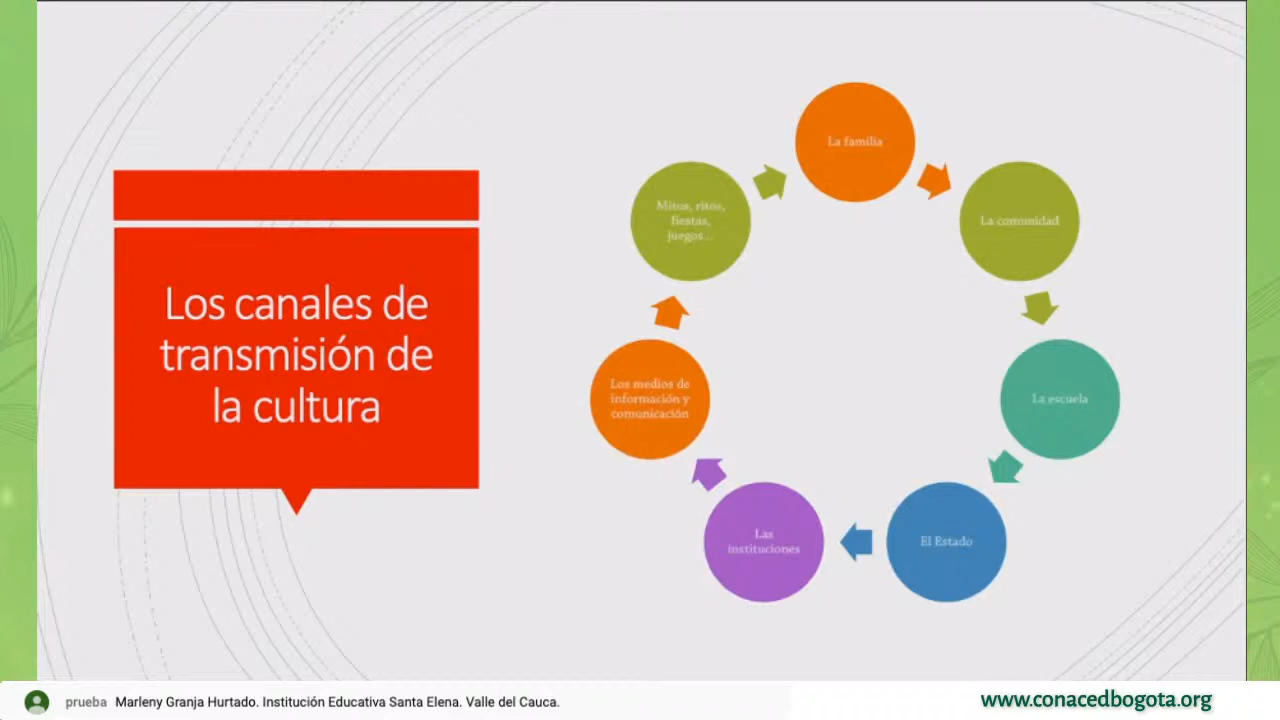 Los canales de
transmisión de
la cultura
La familia
La comunidad
La escuela
El Estado
Las
instituciones
Los medios de
información y
comunicación
Mitos, ritos,
fiestas,
juegos...
prueba Marleny Granja Hurtado. Institución Educativa Santa Elena. Valle del Cauca.
www.conacedbogota.org